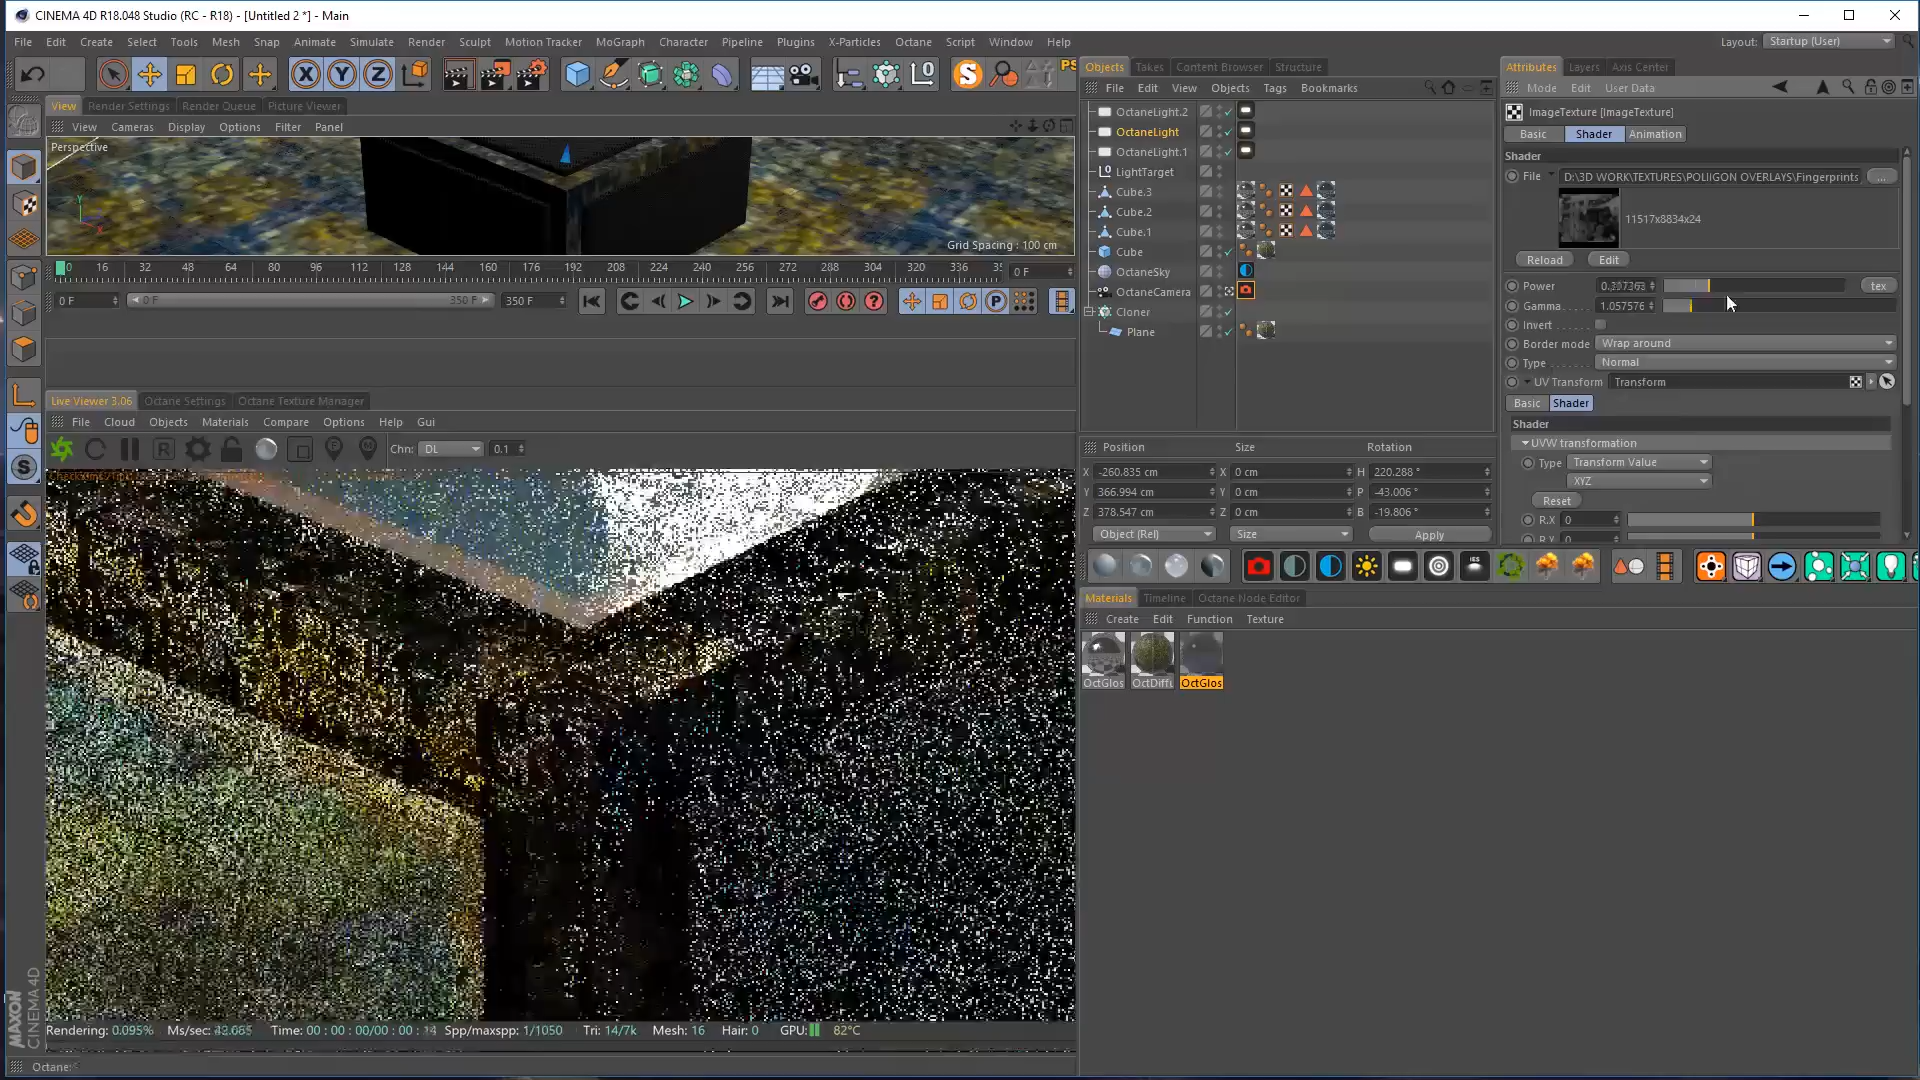 CINEMA 4D R18.048 Studio (RC - R18) - [Untitled 2 *] - Main
File Edit Create Select Tools Mesh Snap Animate Simulate Render Sculpt Motion Tracker MoGraph Character Pipeline Plugins X-Particles Octane Script Window Help
Layout: Startup (User)
X Y Z
PS
View Render Settings Render Queue Picture Viewer
View Cameras Display Options Filter Panel
Perspective
Grid Spacing : 100 cm
0 16 32 48 64 80 96 112 128 144 160 176 192 208 224 240 256 272 288 304 320 336 0 F
0 F 0 F 350 F 350 F
Live Viewer 3.06 Octane Settings Octane Texture Manager
File Cloud Objects Materials Compare Options Help Gui
Chn: DL 0.1
Rendering: 0.095% Ms/sec: 42.065 Time: 00 : 00 : 00/00 : 00 : 14 Spp/maxspp: 1/1050 Tri: 14/7k Mesh: 16 Hair: 0 GPU: 82°C
MAXON
CINEMA 4D
Octane:
Objects Takes Content Browser Structure
File Edit View Objects Tags Bookmarks
OctaneLight.2
OctaneLight
OctaneLight.1
LightTarget
Cube.3
Cube.2
Cube.1
Cube
OctaneSky
OctaneCamera
Cloner
Plane
Position Size Rotation
X -260.835 cm X 0 cm H 220.288 °
Y 366.994 cm Y 0 cm P -43.006 °
Z 378.547 cm Z 0 cm B -19.806 °
Object (Rel) Size Apply
IES
Attributes Layers Axis Center
Mode Edit User Data
ImageTexture [ImageTexture]
Basic Shader Animation
Shader
File D:\3D WORK\TEXTURES\POLIIGON OVERLAYS\Fingerprints ...
11517x8834x24
Reload Edit
Power tex
Gamma 1.057576
Invert
Border mode Wrap around
Type Normal
UV Transform Transform
Basic Shader
Shader
UVW transformation
Type Transform Value
XYZ
Reset
R.X 0
R.Y 0
Materials Timeline Octane Node Editor
Create Edit Function Texture
OctGlos OctDiffu OctGlos